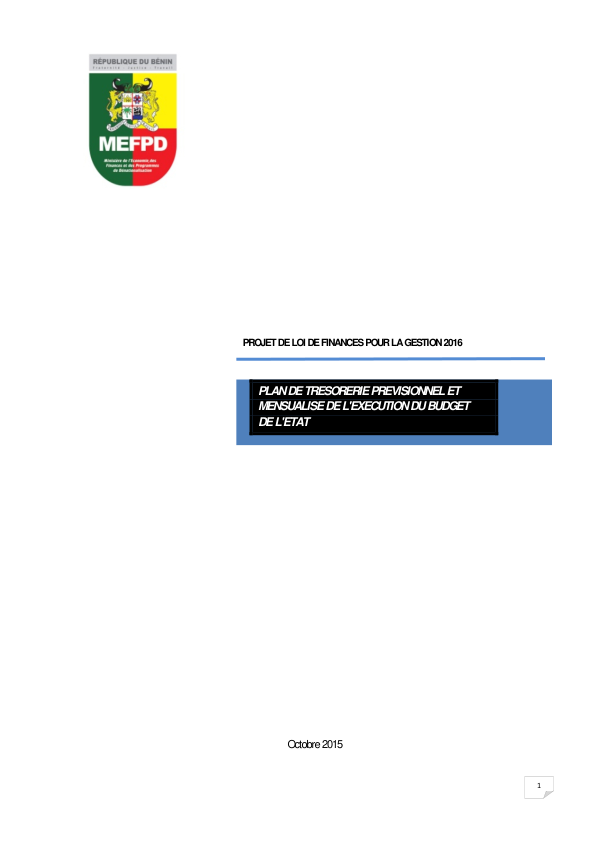 RÉPUBLIQUE DU BÉNIN
Fraternité - Justice - Travail
MEFPD
Ministère de l'Economie, des
Finances et des Programmes
de Dénationalisation
PROJET DE LOI DE FINANCES POUR LA GESTION 2016
PLAN DE TRESORERIE PREVISIONNEL ET
MENSUALISE DE L'EXECUTION DU BUDGET
DE L'ETAT
Octobre 2015
1